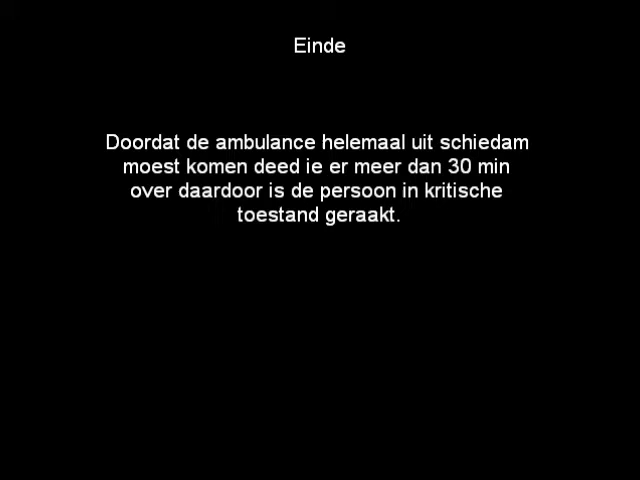 Einde
Doordat de ambulance helemaal uit schiedam
moest komen deed ie er meer dan 30 min
over daardoor is de persoon in kritische
toestand geraakt.